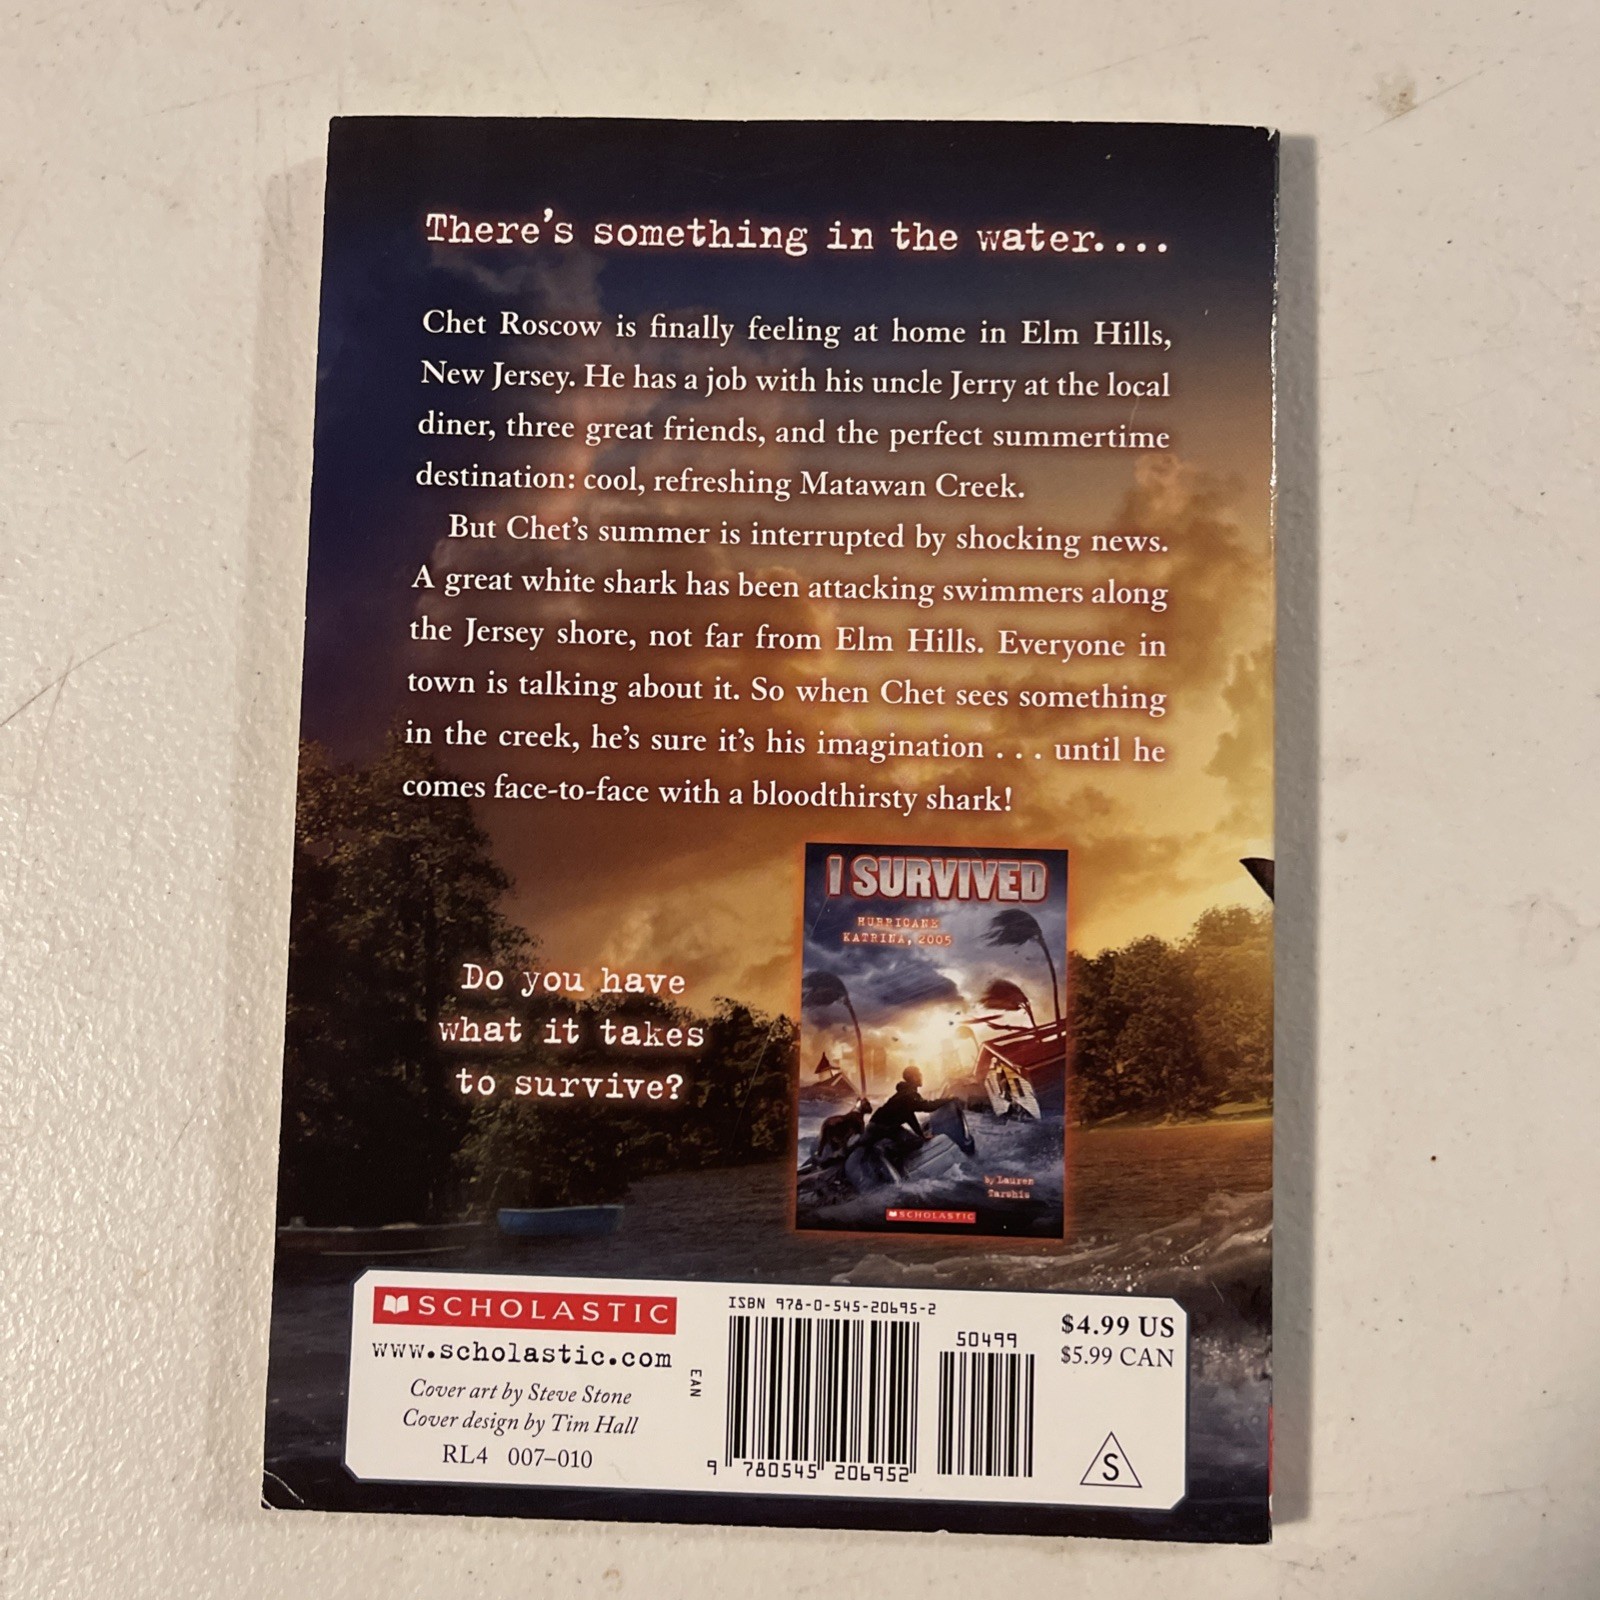 There's something in the water....
Chet Roscow is finally feeling at home in Elm Hills,
New Jersey. He has a job with his uncle Jerry at the local
diner, three great friends, and the perfect summertime
destination: cool, refreshing Matawan Creek.
But Chet's summer is interrupted by shocking news.
A great white shark has been attacking swimmers along
the Jersey shore, not far from Elm Hills. Everyone in
town is talking about it. So when Chet sees something
in the creek, he's sure it's his imagination . . . until he
comes face-to-face with a bloodthirsty shark!
I SURVIVED
HURRICANE
KATRINA, 2005
by Lauren
Tarshis
SCHOLASTIC
Do you have
what it takes
to survive?
SCHOLASTIC
www.scholastic.com
Cover art by Steve Stone
Cover design by Tim Hall
RL4 007–010
EAN
ISBN 978-0-545-20695-2
50499
9 780545 206952
$4.99 US
$5.99 CAN
S